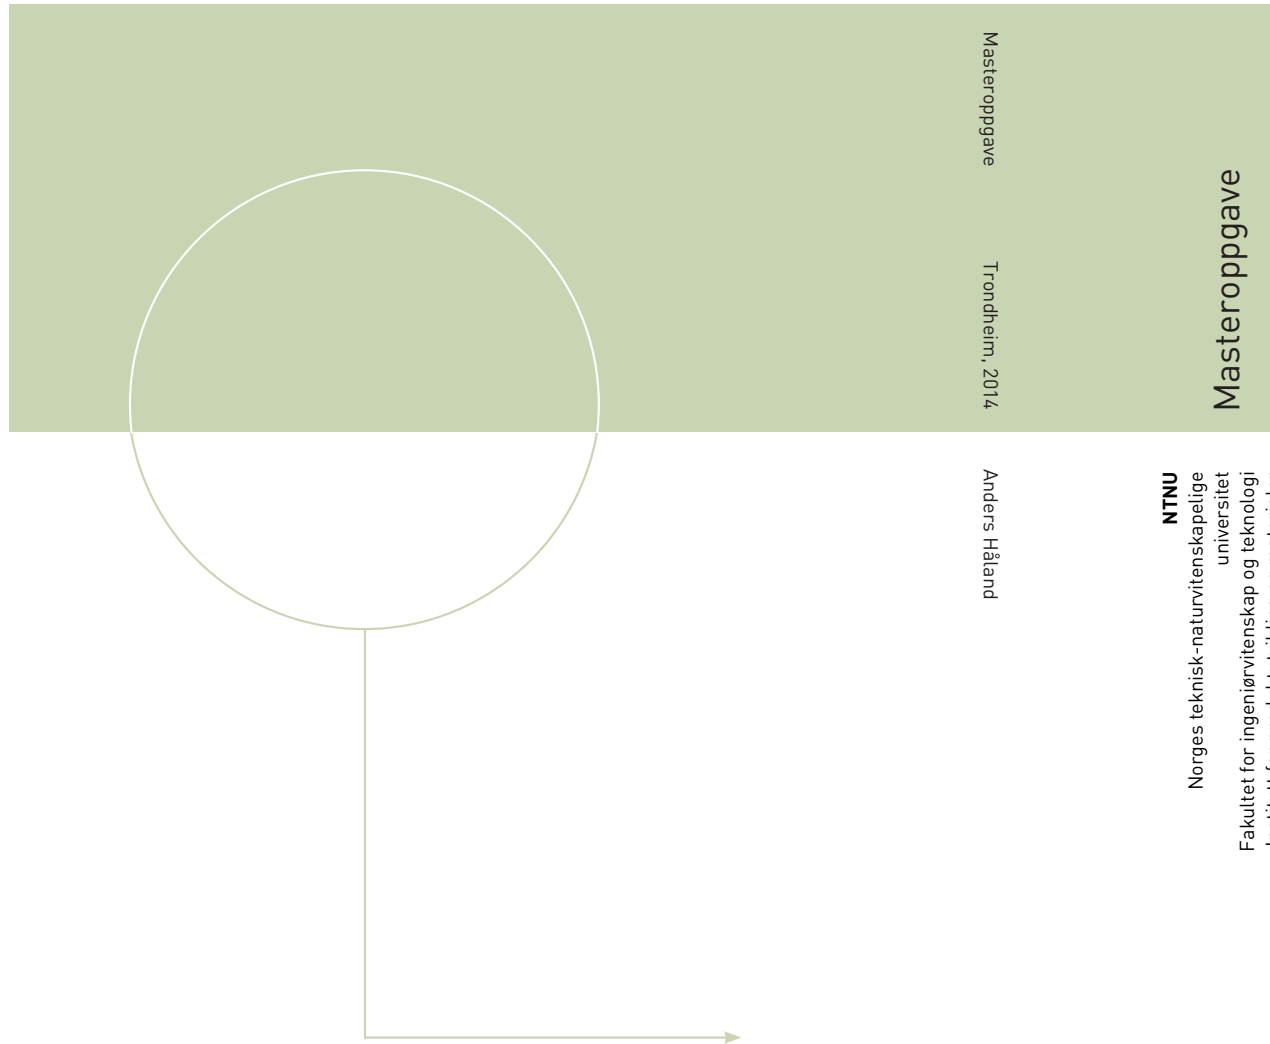 Masteroppgave
Trondheim, 2014
Anders Håland
Masteroppgave
NTNU
Norges teknisk-naturvitenskapelige
universitet
Fakultet for ingeniørvitenskap og teknologi